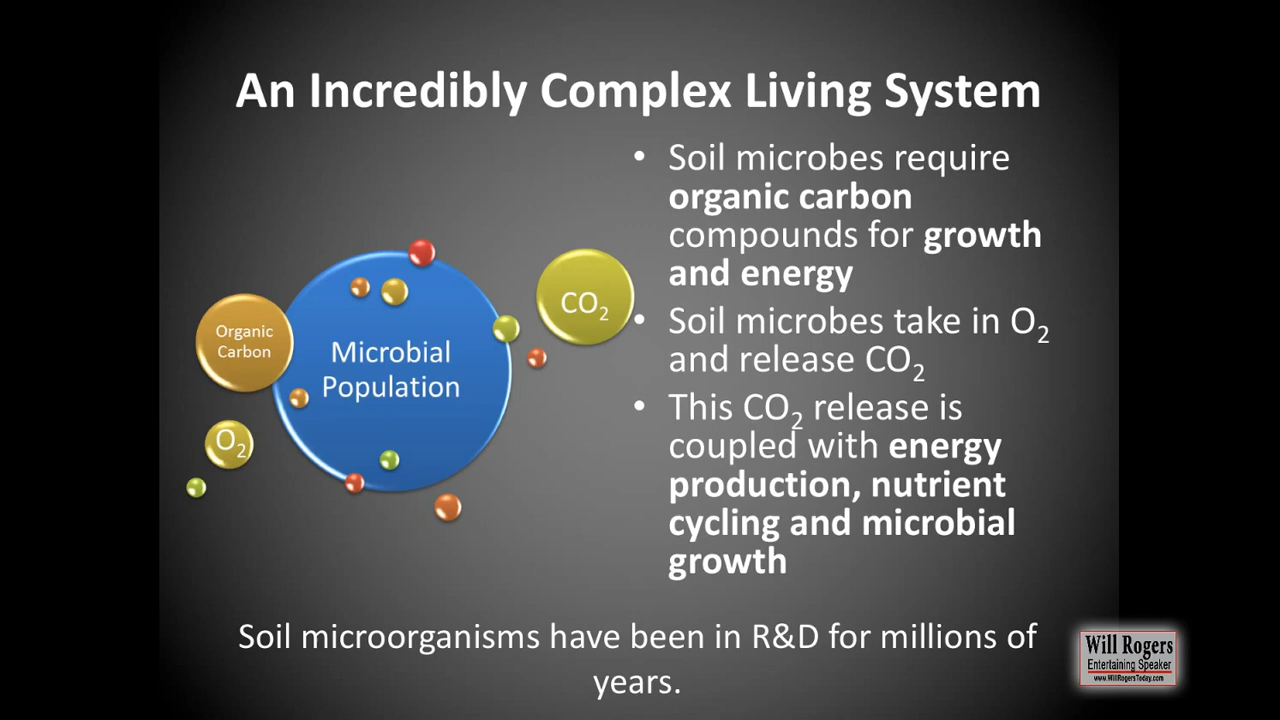 An Incredibly Complex Living System
• Soil microbes require
organic carbon
compounds for growth
and energy
• Soil microbes take in O₂
and release CO₂
• This CO₂ release is
coupled with energy
production, nutrient
cycling and microbial
growth
Organic
Carbon
O₂
Microbial
Population
CO₂
Soil microorganisms have been in R&D for millions of
years.
Will Rogers
Entertaining Speaker
www.WillRogersToday.com